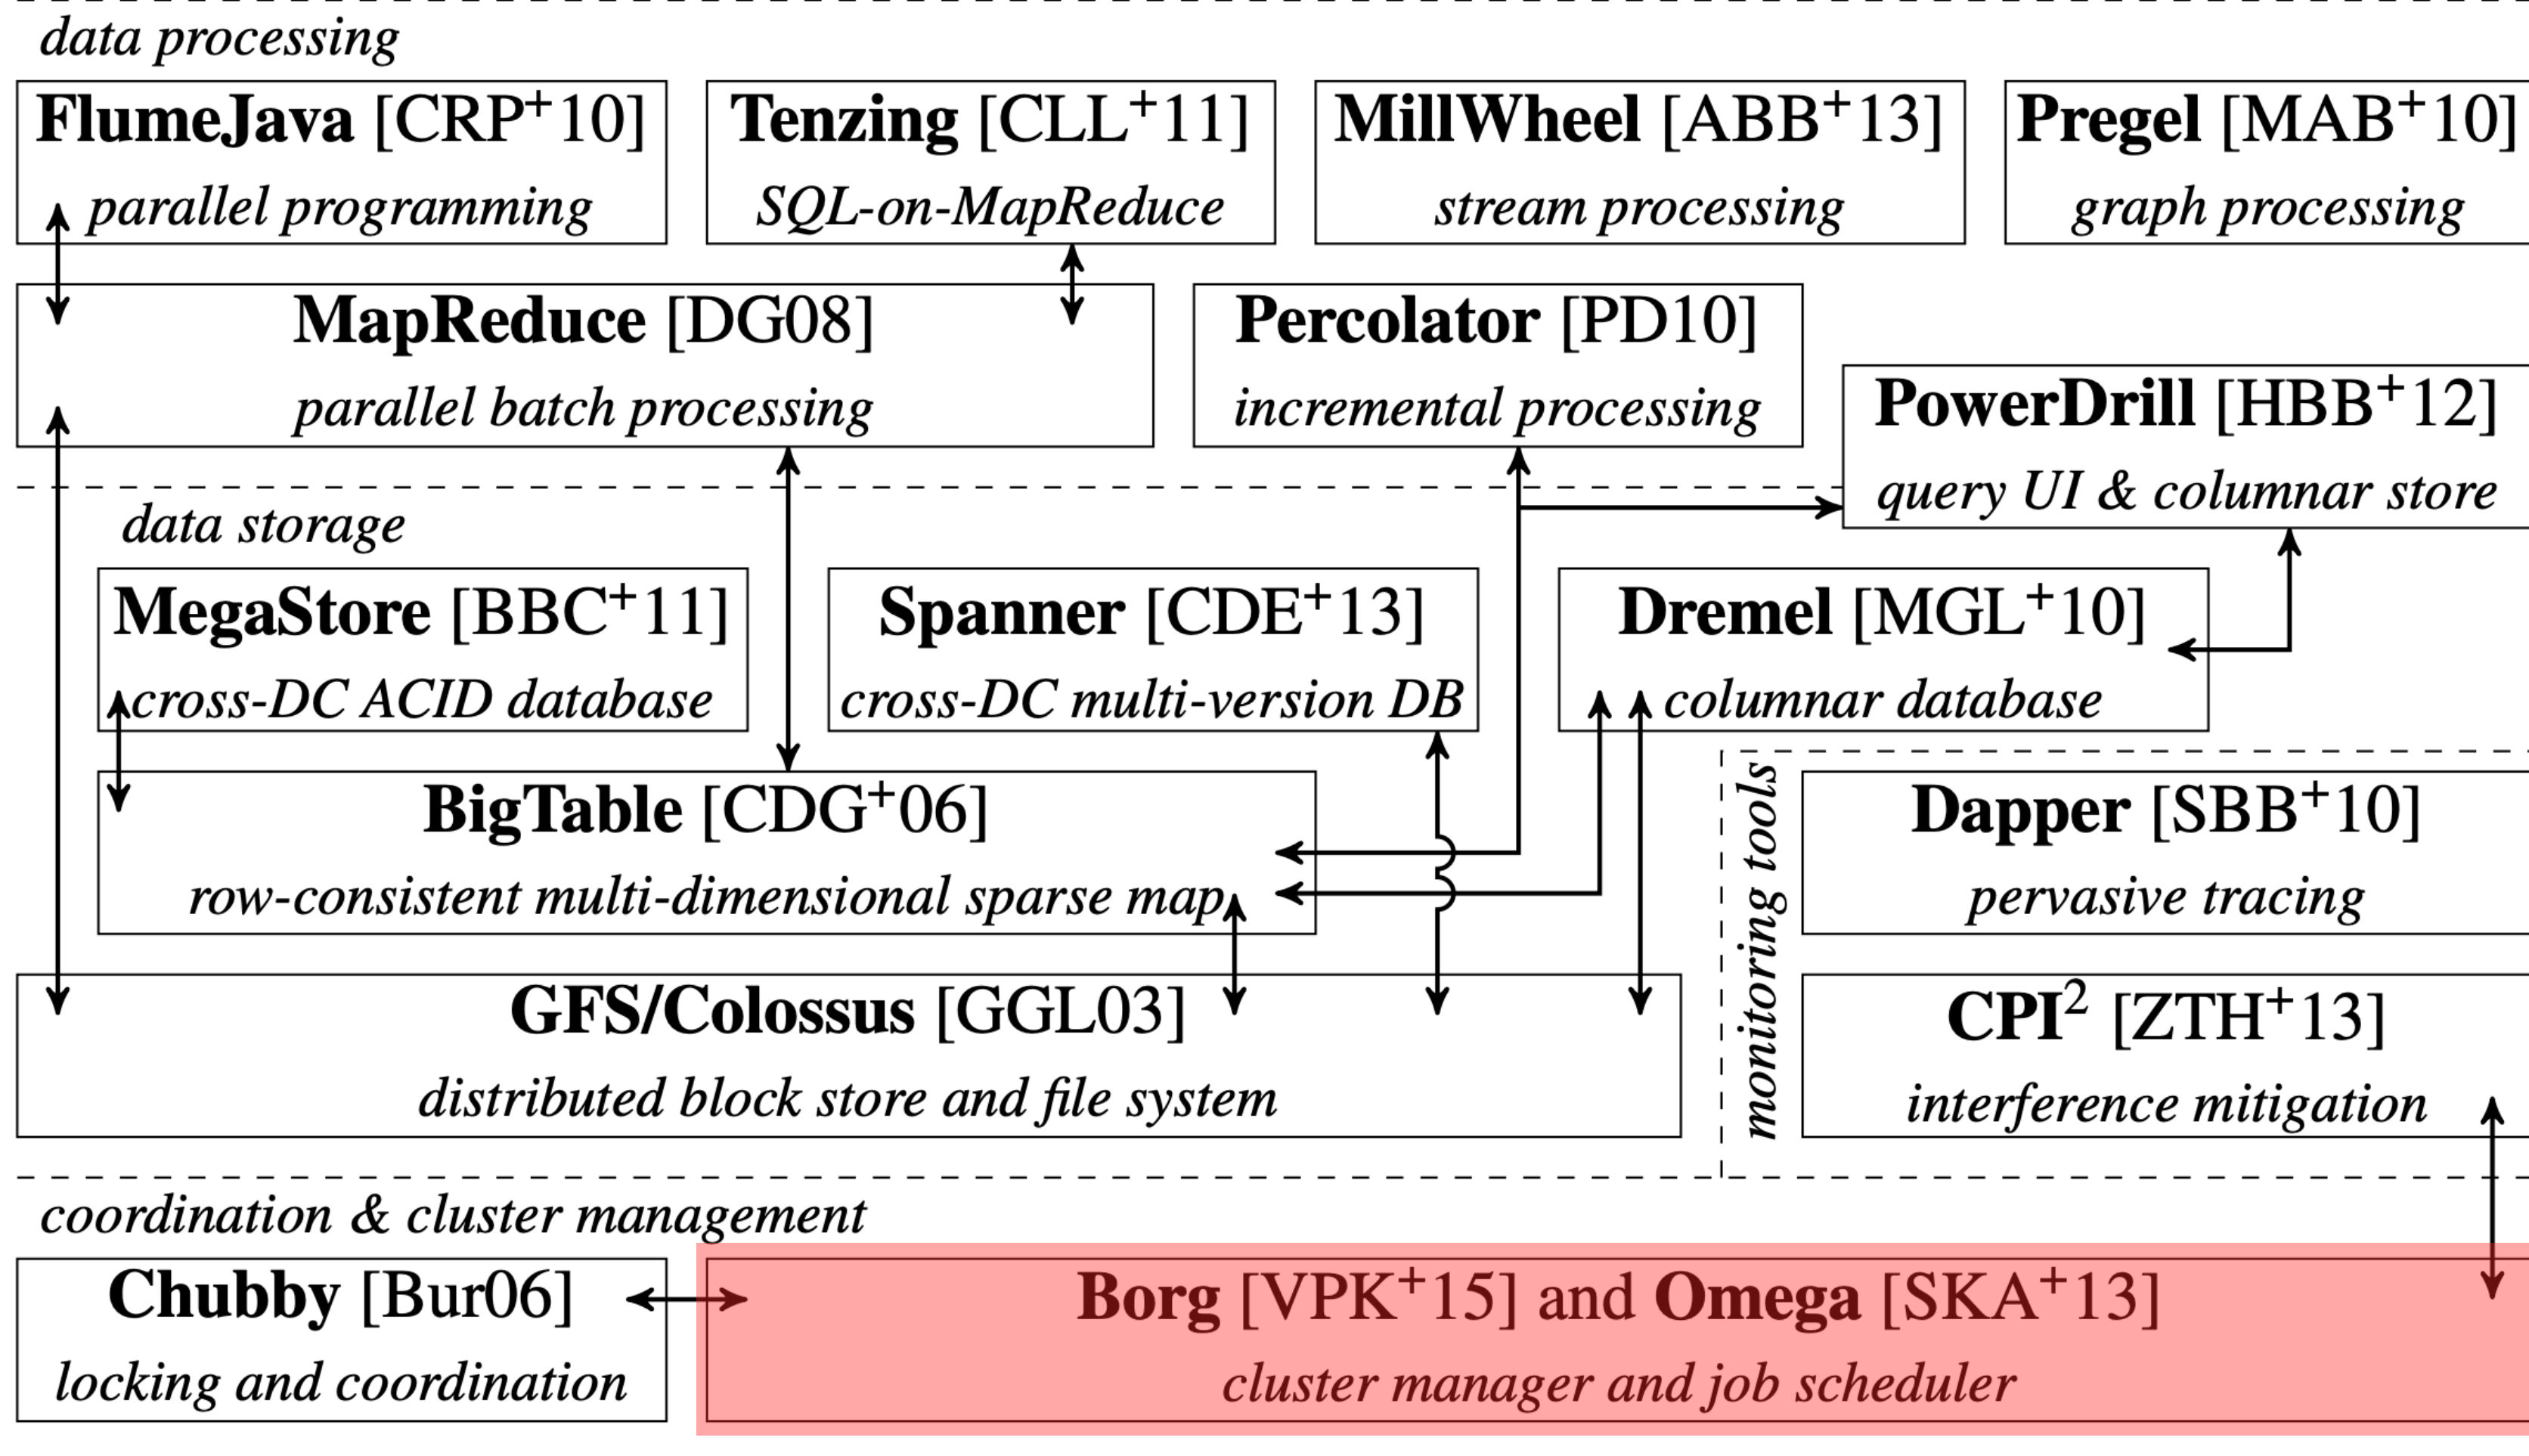 data processing
FlumeJava [CRP+10]
parallel programming
Tenzing [CLL+11]
SQL-on-MapReduce
MillWheel [ABB+13]
stream processing
Pregel [MAB+10]
graph processing
MapReduce [DG08]
parallel batch processing
Percolator [PD10]
incremental processing
PowerDrill [HBB+12]
query UI & columnar store
data storage
MegaStore [BBC+11]
cross-DC ACID database
Spanner [CDE+13]
cross-DC multi-version DB
Dremel [MGL+10]
columnar database
BigTable [CDG+06]
row-consistent multi-dimensional sparse map
monitoring tools
Dapper [SBB+10]
pervasive tracing
GFS/Colossus [GGL03]
distributed block store and file system
CPI² [ZTH+13]
interference mitigation
coordination & cluster management
Chubby [Bur06]
locking and coordination
Borg [VPK+15] and Omega [SKA+13]
cluster manager and job scheduler